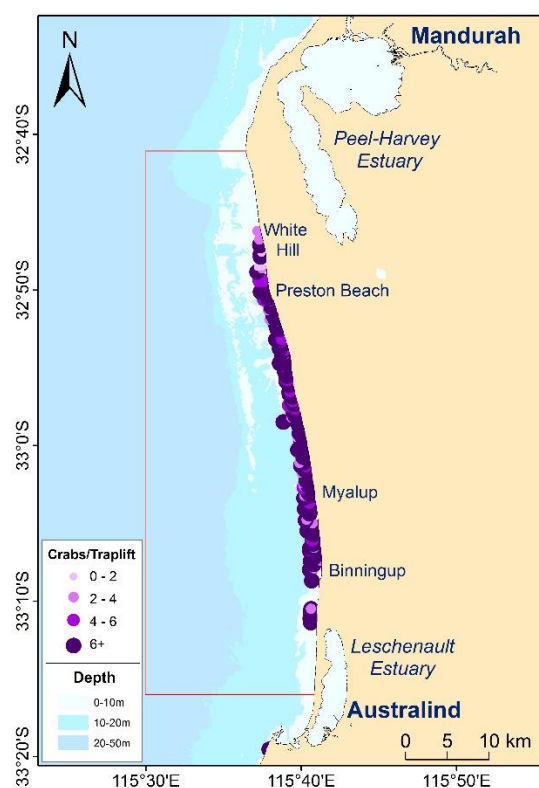 N
Mandurah
32°40'S
Peel-Harvey
Estuary
White
Hill
32°50'S
Preston Beach
33°0'S
Myalup
Crabs/Traplift
0 - 2
2 - 4
4 - 6
6+
Binningup
33°10'S
Depth
0-10m
10-20m
20-50m
Leschenault
Estuary
Australind
0 5 10 km
33°20'S
115°30'E 115°40'E 115°50'E